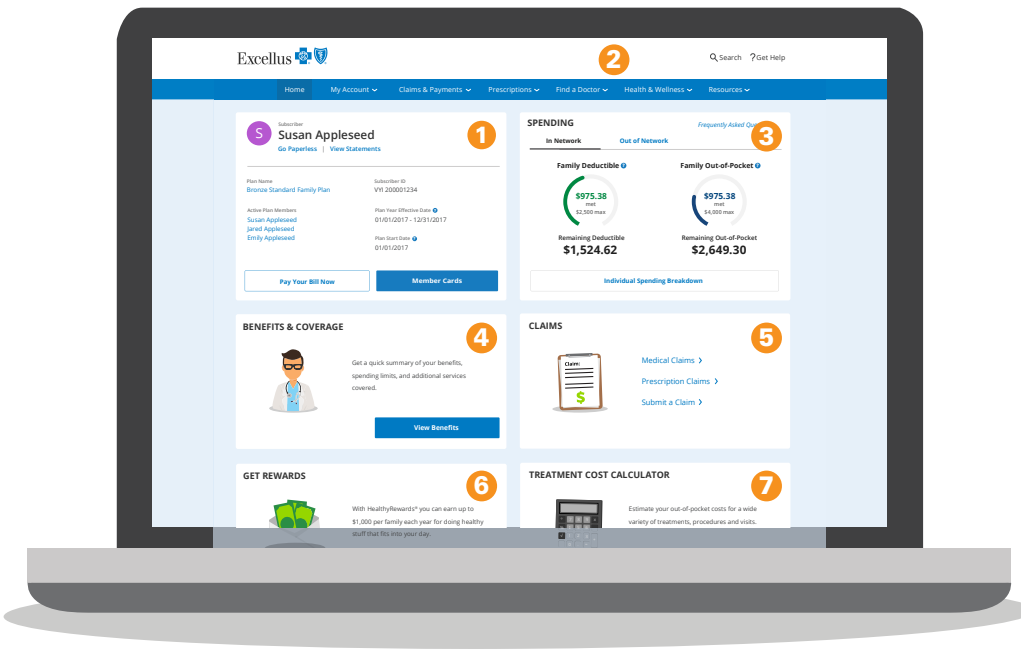 Excellus
2
Search
?Get Help
Home
My Account
Claims & Payments
Prescriptions
Find a Doctor
Health & Wellness
Resources
S
Subscriber
Susan Appleseed
Go Paperless | View Statements
1
Plan Name
Bronze Standard Family Plan
Subscriber ID
VYI 200001234
Active Plan Members
Susan Appleseed
Jared Appleseed
Emily Appleseed
Plan Year Effective Date ?
01/01/2017 - 12/31/2017
Plan Start Date ?
01/01/2017
Pay Your Bill Now
Member Cards
SPENDING
Frequently Asked
3
In Network
Out of Network
Family Deductible ?
$975.38
met
$2,500 max
Remaining Deductible
$1,524.62
Family Out-of-Pocket ?
$975.38
met
$4,000 max
Remaining Out-of-Pocket
$2,649.30
Individual Spending Breakdown
BENEFITS & COVERAGE
4
Get a quick summary of your benefits,
spending limits, and additional services
covered.
View Benefits
CLAIMS
5
Claim:
$
Medical Claims
Prescription Claims
Submit a Claim
GET REWARDS
6
With HealthyRewards® you can earn up to
$1,000 per family each year for doing healthy
stuff that fits into your day.
TREATMENT COST CALCULATOR
7
Estimate your out-of-pocket costs for a wide
variety of treatments, procedures and visits.